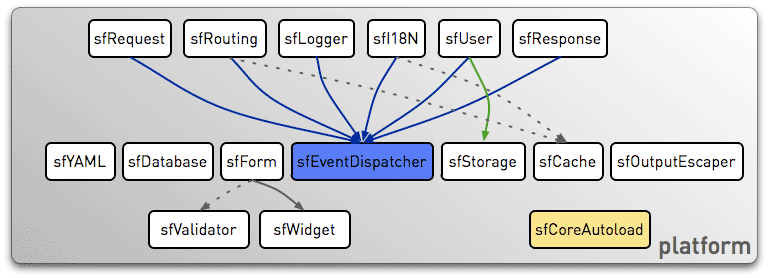 sfRequest
sfRouting
sfLogger
sfI18N
sfUser
sfResponse
sfYAML
sfDatabase
sfForm
sfEventDispatcher
sfStorage
sfCache
sfOutputEscaper
sfValidator
sfWidget
sfCoreAutoload
platform